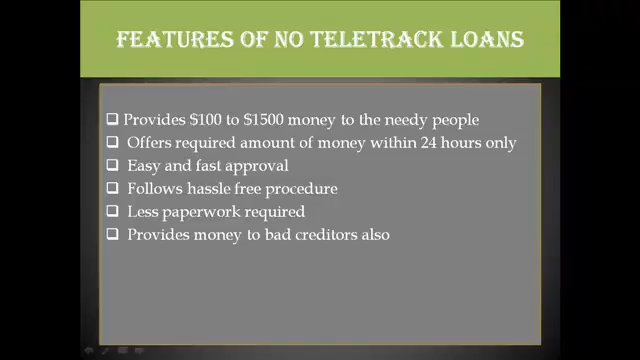 FEATURES OF NO TELETRACK LOANS
Provides $100 to $1500 money to the needy people
Offers required amount of money within 24 hours only
Easy and fast approval
Follows hassle free procedure
Less paperwork required
Provides money to bad creditors also